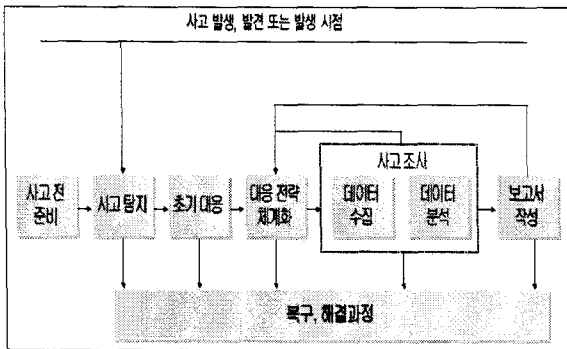 사고 발생, 발견 또는 발생 시점
사고 조사
사고 전
준비
사고 탐지
초기 대응
대응 전략
체계화
데이터
수집
데이터
분석
보고서
작성
복구, 해결과정